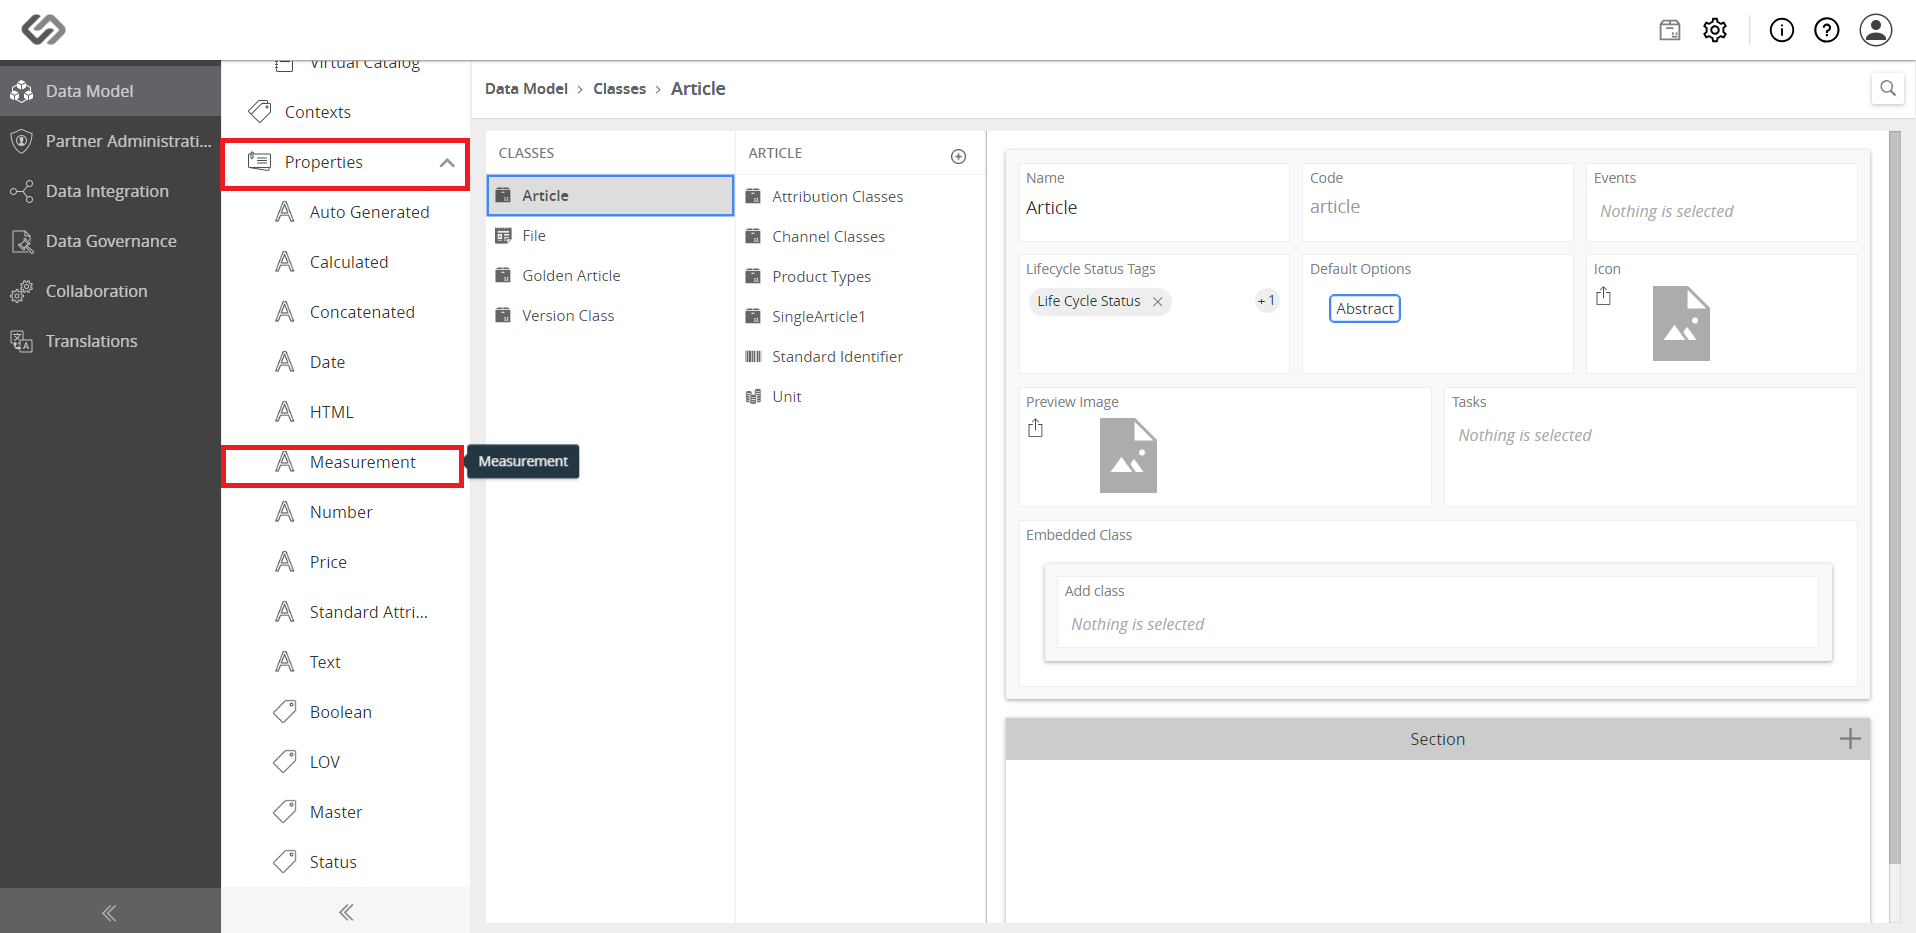 Data Model
Partner Administrati...
Data Integration
Data Governance
Collaboration
Translations
Virtual Catalog
Contexts
Properties
Auto Generated
Calculated
Concatenated
Date
HTML
Measurement
Number
Price
Standard Attri...
Text
Boolean
LOV
Master
Status
Measurement
Data Model › Classes › Article
CLASSES
Article
File
Golden Article
Version Class
ARTICLE
Attribution Classes
Channel Classes
Product Types
SingleArticle1
Standard Identifier
Unit
Name
Article
Code
article
Events
Nothing is selected
Lifecycle Status Tags
Life Cycle Status
+1
Default Options
Abstract
Icon
Preview Image
Tasks
Nothing is selected
Embedded Class
Add class
Nothing is selected
Section